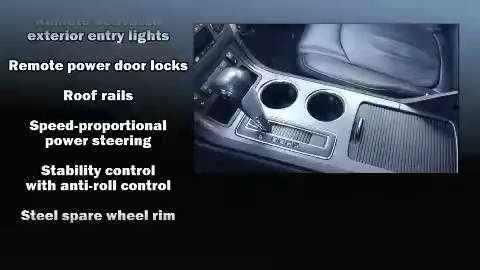 exterior entry lights
Remote power door locks
Roof rails
Speed-proportional
power steering
Stability control
with anti-roll control
Steel spare wheel rim